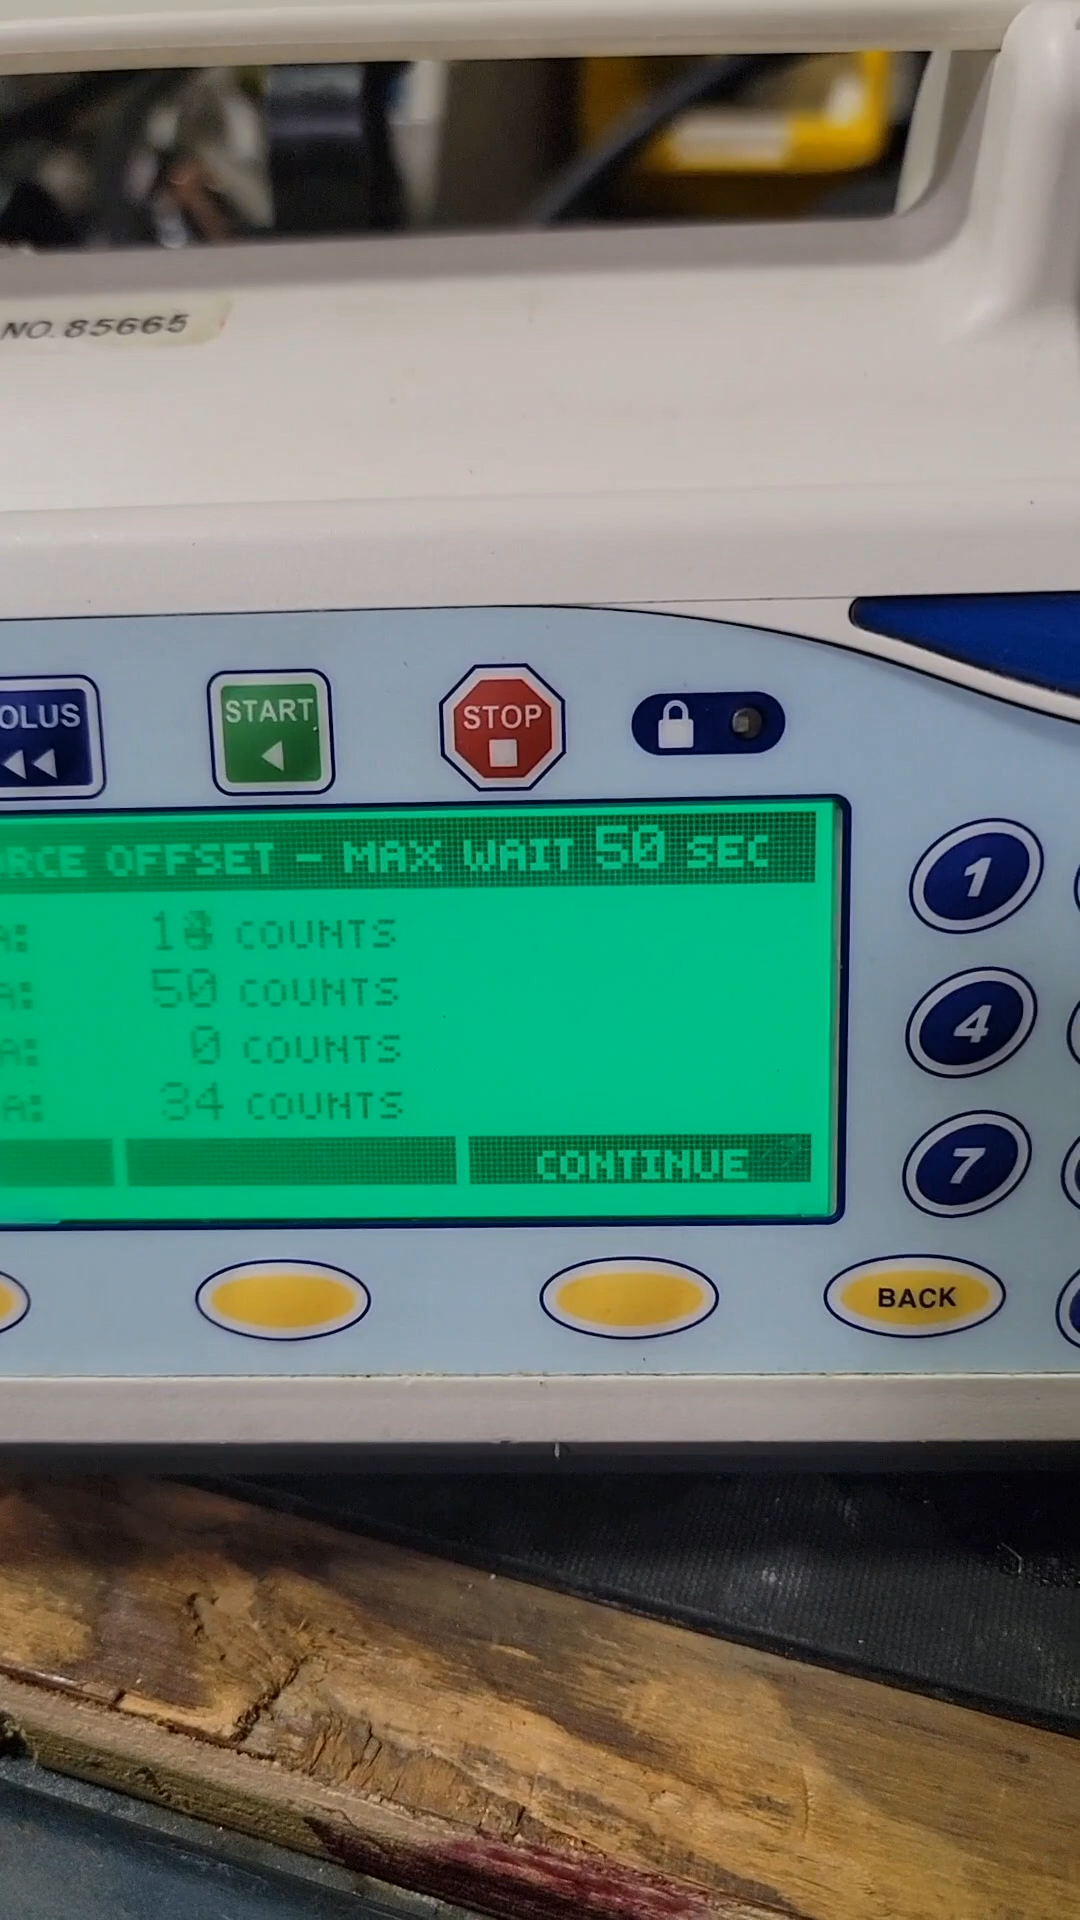 NO. 85665
OLUS
START
STOP
RCE OFFSET - MAX WAIT 50 SEC
A: COUNTS
A: 50 COUNTS
A: 0 COUNTS
A: 34 COUNTS
CONTINUE
1
4
7
BACK